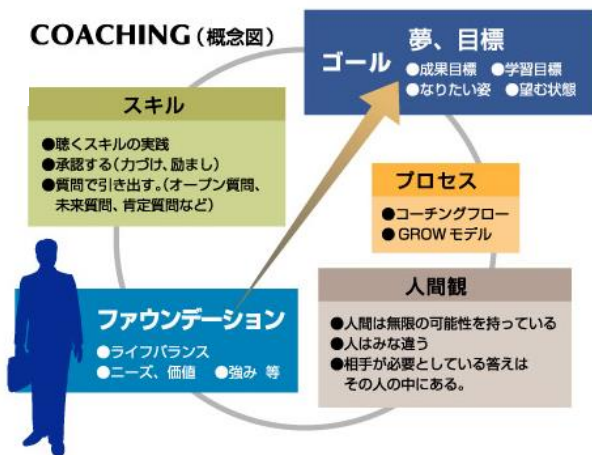 COACHING(概念図)
ゴール
夢、目標
●成果目標 ●学習目標
●なりたい姿 ●望む状態
スキル
●聴くスキルの実践
●承認する(力づけ、励まし)
●質問で引き出す。(オープン質問、
未来質問、肯定質問など)
プロセス
●コーチングフロー
●GROWモデル
人間観
●人間は無限の可能性を持っている
●人はみな違う
●相手が必要としている答えは
その人の中にある。
ファウンデーション
●ライフバランス
●ニーズ、価値 ●強み 等